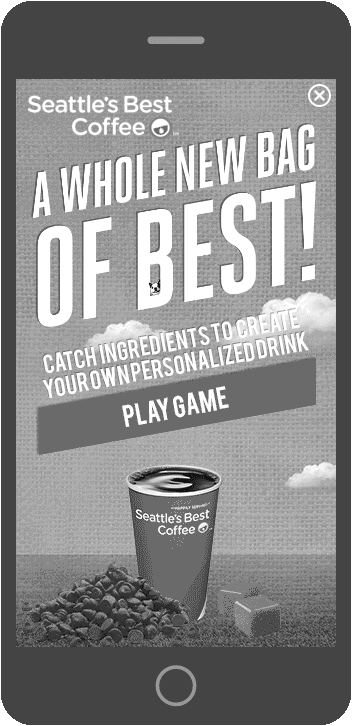 Seattle's Best
Coffee
A WHOLE NEW BAG
OF BEST!
CATCH INGREDIENTS TO CREATE
YOUR OWN PERSONALIZED DRINK
PLAY GAME
Seattle's Best
Coffee